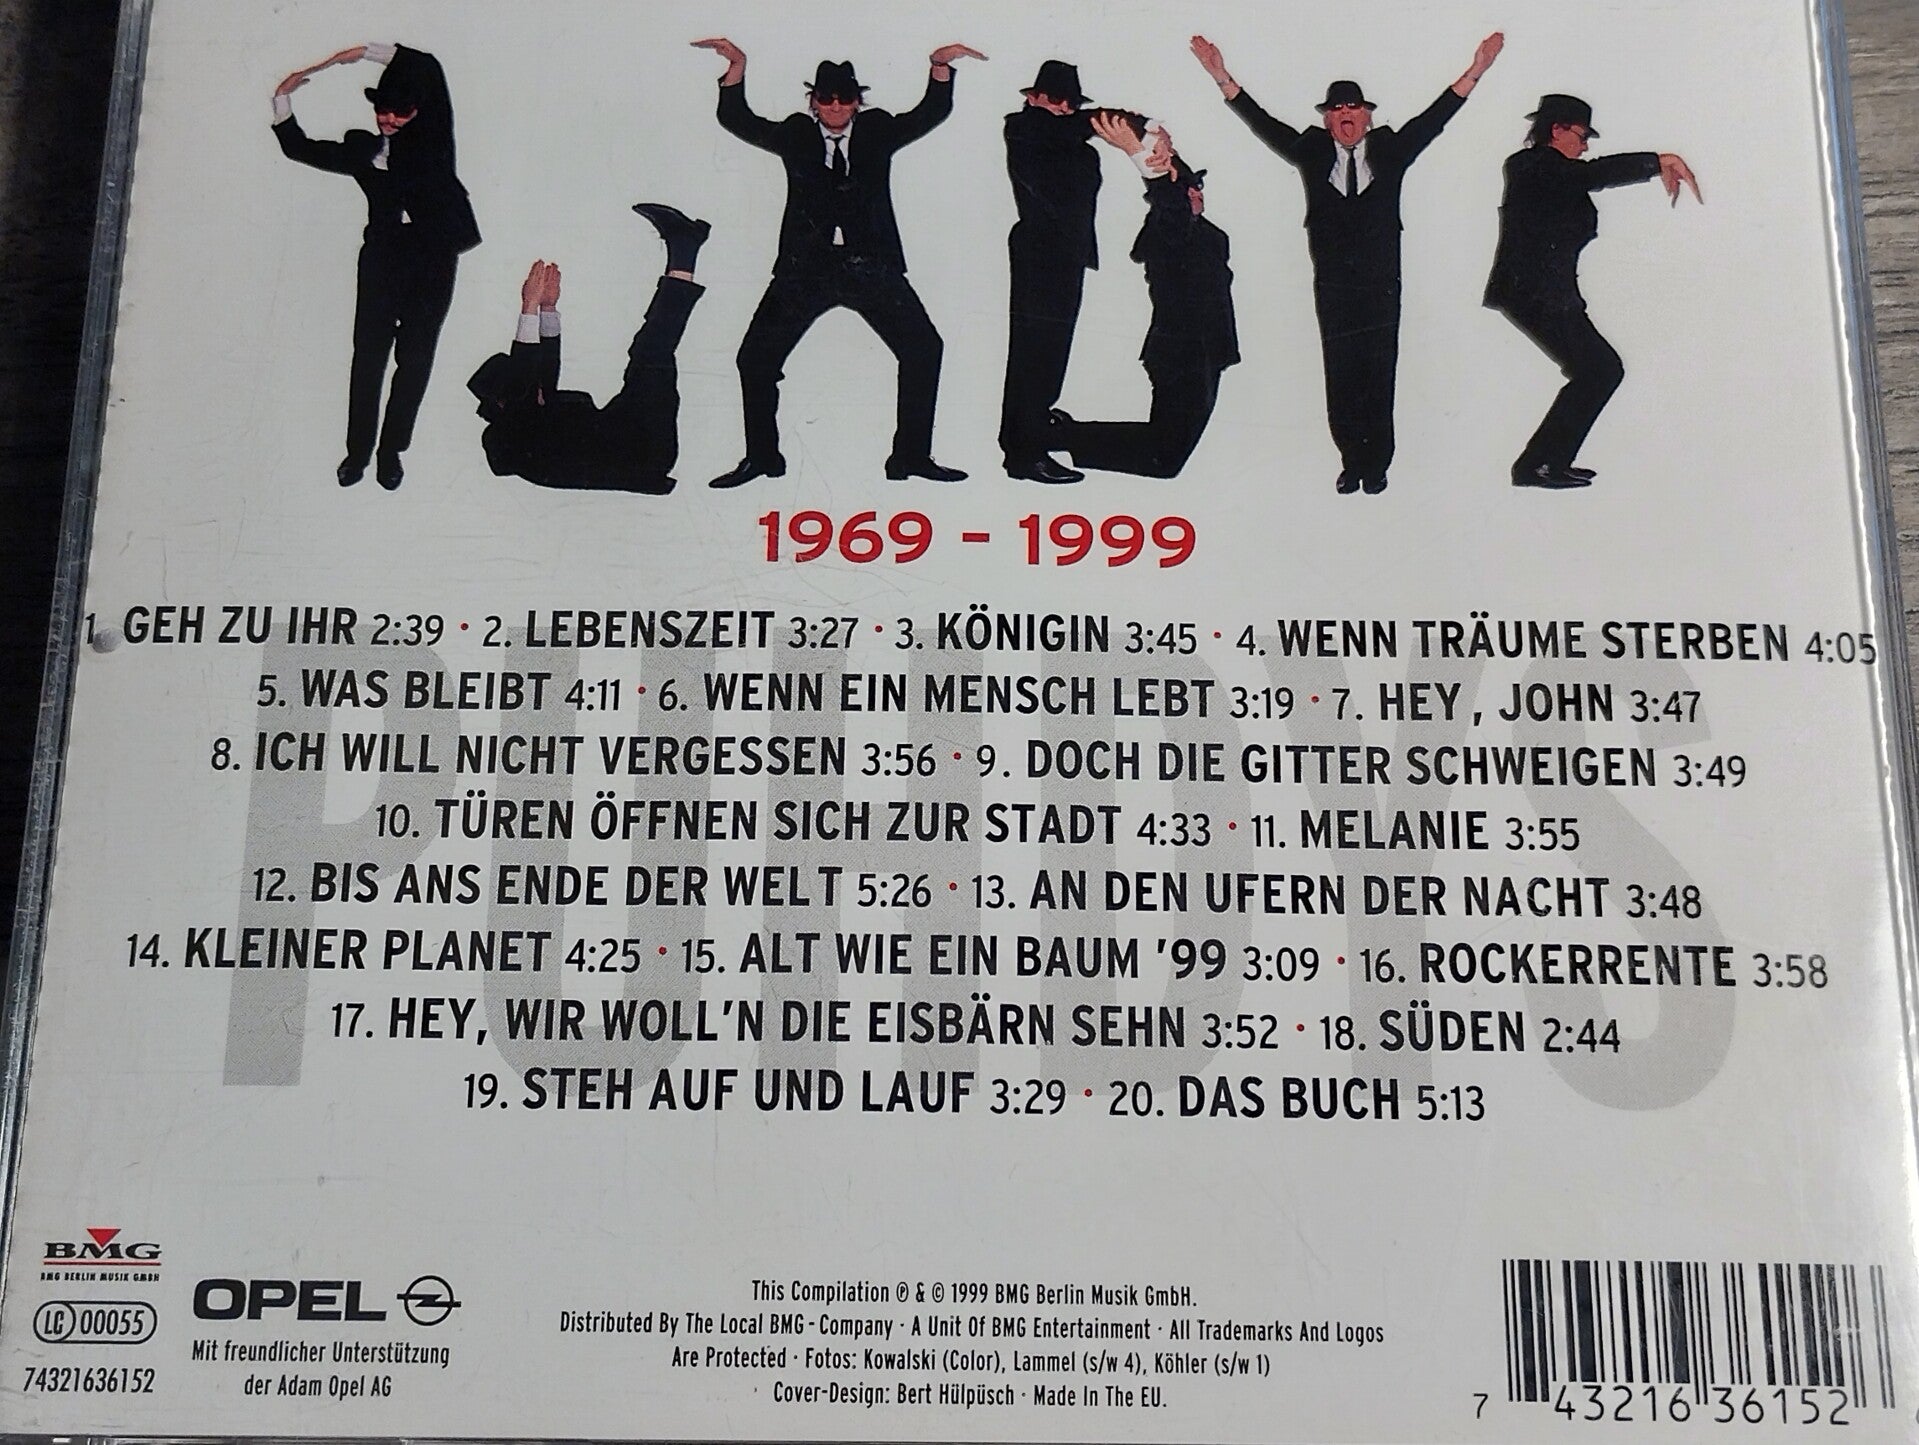 1969 - 1999
1. GEH ZU IHR 2:39 · 2. LEBENSZEIT 3:27 · 3. KÖNIGIN 3:45 · 4. WENN TRÄUME STERBEN 4:05
5. WAS BLEIBT 4:11 · 6. WENN EIN MENSCH LEBT 3:19 · 7. HEY, JOHN 3:47
8. ICH WILL NICHT VERGESSEN 3:56 · 9. DOCH DIE GITTER SCHWEIGEN 3:49
10. TÜREN ÖFFNEN SICH ZUR STADT 4:33 · 11. MELANIE 3:55
12. BIS ANS ENDE DER WELT 5:26 · 13. AN DEN UFERN DER NACHT 3:48
14. KLEINER PLANET 4:25 · 15. ALT WIE EIN BAUM '99 3:09 · 16. ROCKERRENTE 3:58
17. HEY, WIR WOLL'N DIE EISBÄRN SEHN 3:52 · 18. SÜDEN 2:44
19. STEH AUF UND LAUF 3:29 · 20. DAS BUCH 5:13
PUHDYS
BMG
BMG BERLIN MUSIK GMBH
LC 00055
74321636152
OPEL
Mit freundlicher Unterstützung
der Adam Opel AG
This Compilation ℗ & © 1999 BMG Berlin Musik GmbH.
Distributed By The Local BMG-Company · A Unit Of BMG Entertainment · All Trademarks And Logos
Are Protected · Fotos: Kowalski (Color), Lammel (s/w 4), Köhler (s/w 1)
Cover-Design: Bert Hülpüsch · Made In The EU.
7 43216 36152